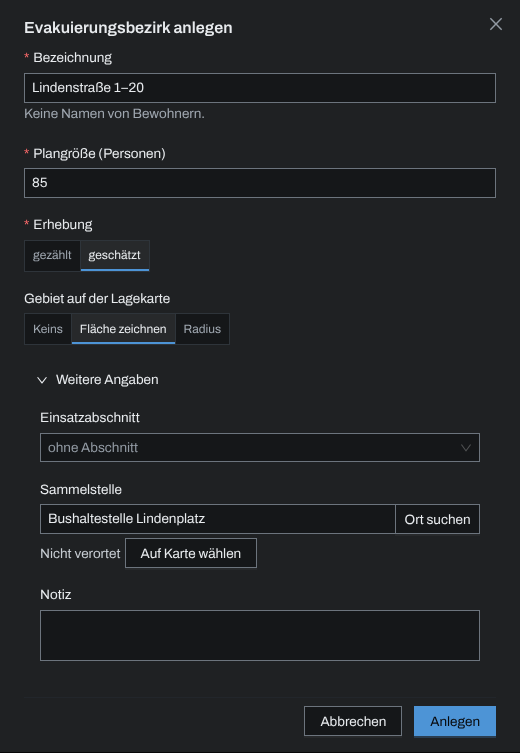 Evakuierungsbezirk anlegen
* Bezeichnung
Lindenstraße 1–20
Keine Namen von Bewohnern.
* Plangröße (Personen)
85
* Erhebung
gezählt geschätzt
Gebiet auf der Lagekarte
Keins Fläche zeichnen Radius
Weitere Angaben
Einsatzabschnitt
ohne Abschnitt
Sammelstelle
Bushaltestelle Lindenplatz Ort suchen
Nicht verortet Auf Karte wählen
Notiz
Abbrechen Anlegen